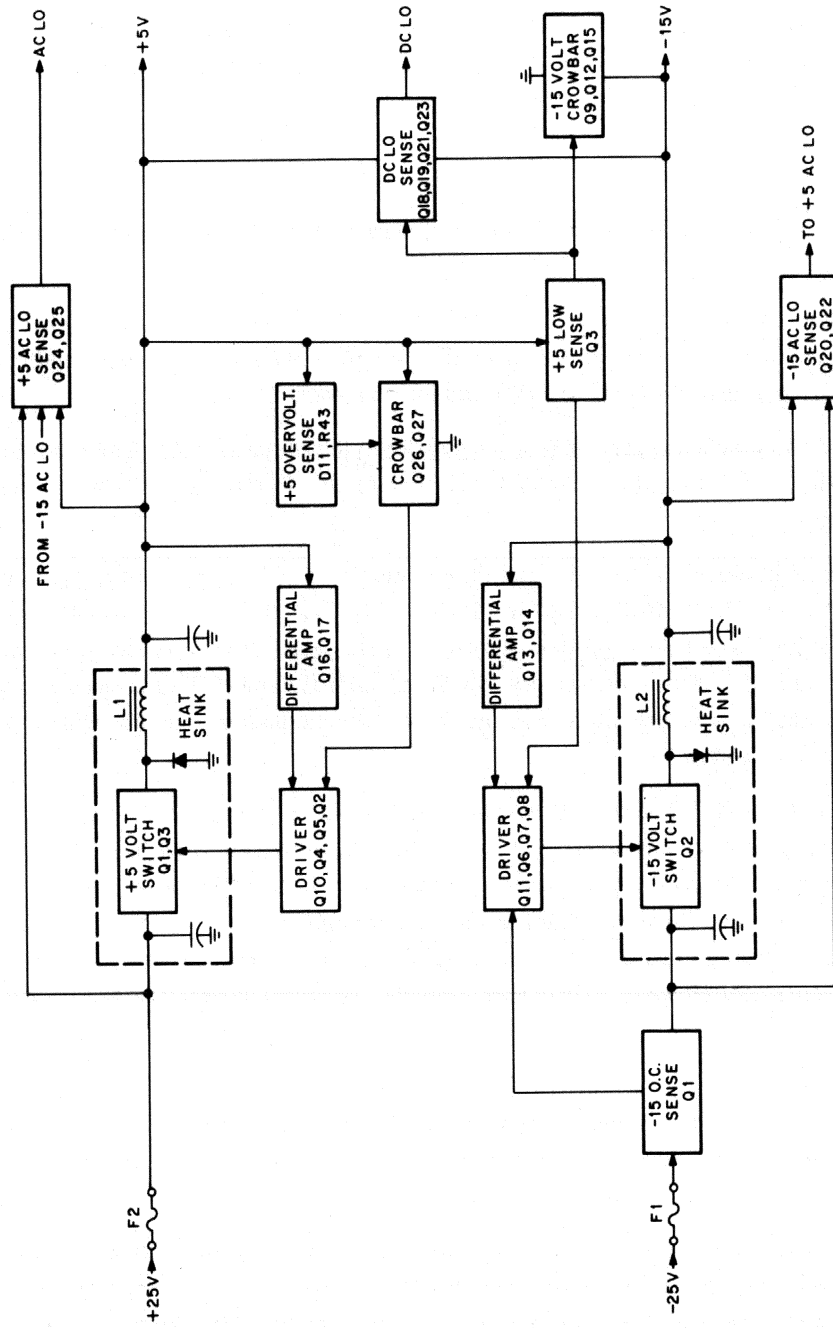 +25V
F2
+5 VOLT
SWITCH
Q1,Q3
L1
HEAT
SINK
DRIVER
Q10,Q4,Q5,Q2
DIFFERENTIAL
AMP
Q16,Q17
FROM -15 AC LO
+5 AC LO
SENSE
Q24,Q25
AC LO
+5V
+5 OVERVOLT.
SENSE
D11,R43
CROWBAR
Q26,Q27
DC LO
SENSE
Q18,Q19,Q21,Q23
DC LO
+5 LOW
SENSE
Q3
-15 VOLT
CROWBAR
Q9,Q12,Q15
-15V
-25V
F1
-15 O.C.
SENSE
Q1
DRIVER
Q11,Q6,Q7,Q8
DIFFERENTIAL
AMP
Q13,Q14
-15 VOLT
SWITCH
Q2
L2
HEAT
SINK
-15 AC LO
SENSE
Q20,Q22
TO +5 AC LO